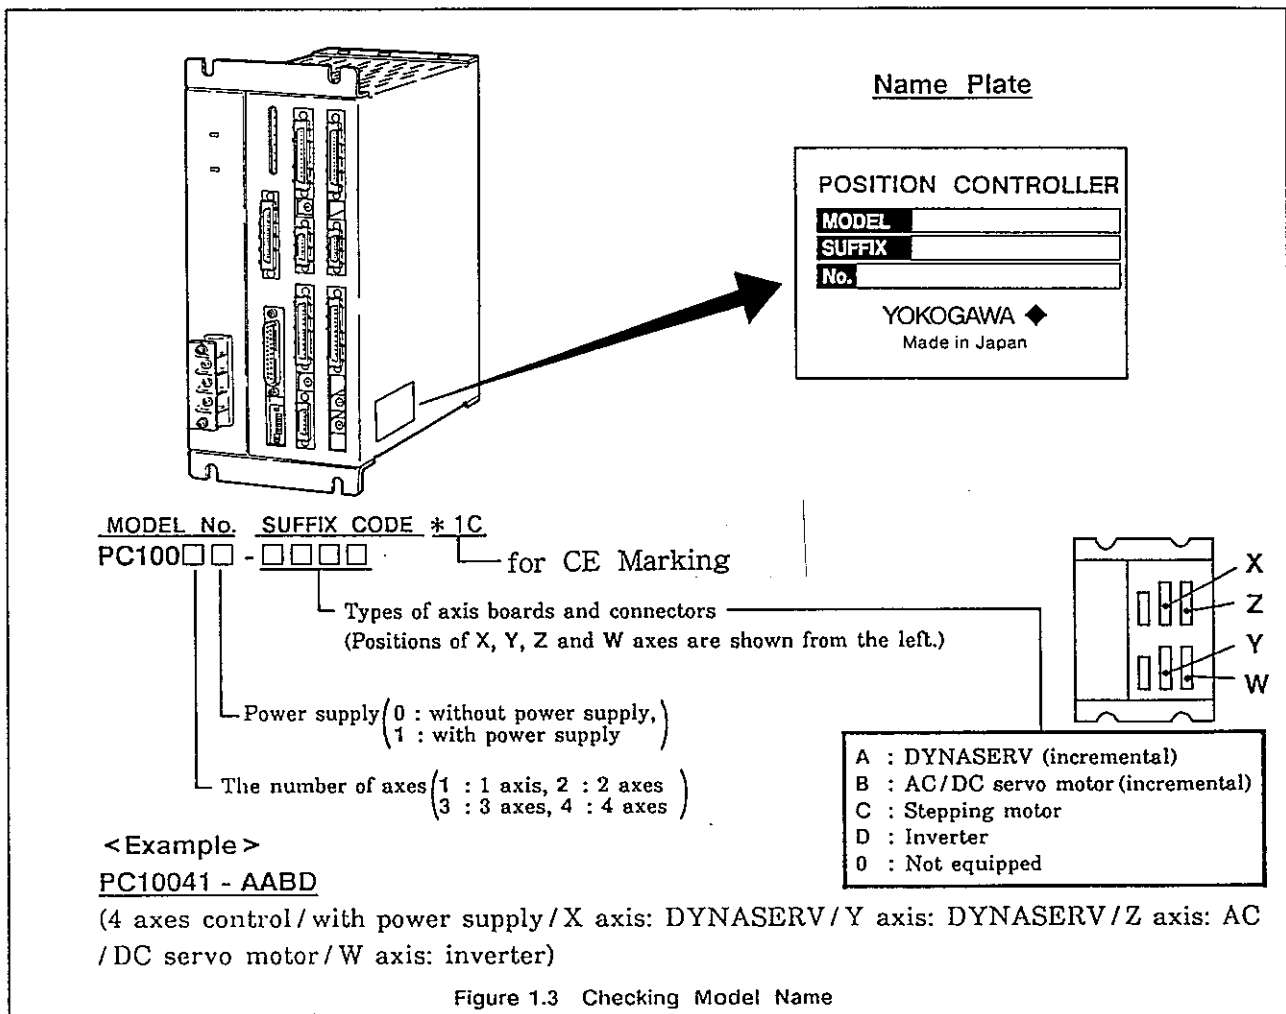 Name Plate
POSITION CONTROLLER
MODEL
SUFFIX
No.
YOKOGAWA
Made in Japan
MODEL No. SUFFIX CODE *1C
PC100□□-□□□□
for CE Marking
Types of axis boards and connectors
(Positions of X, Y, Z and W axes are shown from the left.)
X
Z
Y
W
Power supply (0 : without power supply,
1 : with power supply)
The number of axes (1 : 1 axis, 2 : 2 axes
3 : 3 axes, 4 : 4 axes)
A : DYNASERV (incremental)
B : AC/DC servo motor (incremental)
C : Stepping motor
D : Inverter
0 : Not equipped
<Example>
PC10041 - AABD
(4 axes control/with power supply/X axis: DYNASERV/Y axis: DYNASERV/Z axis: AC
/DC servo motor/W axis: inverter)
Figure 1.3 Checking Model Name